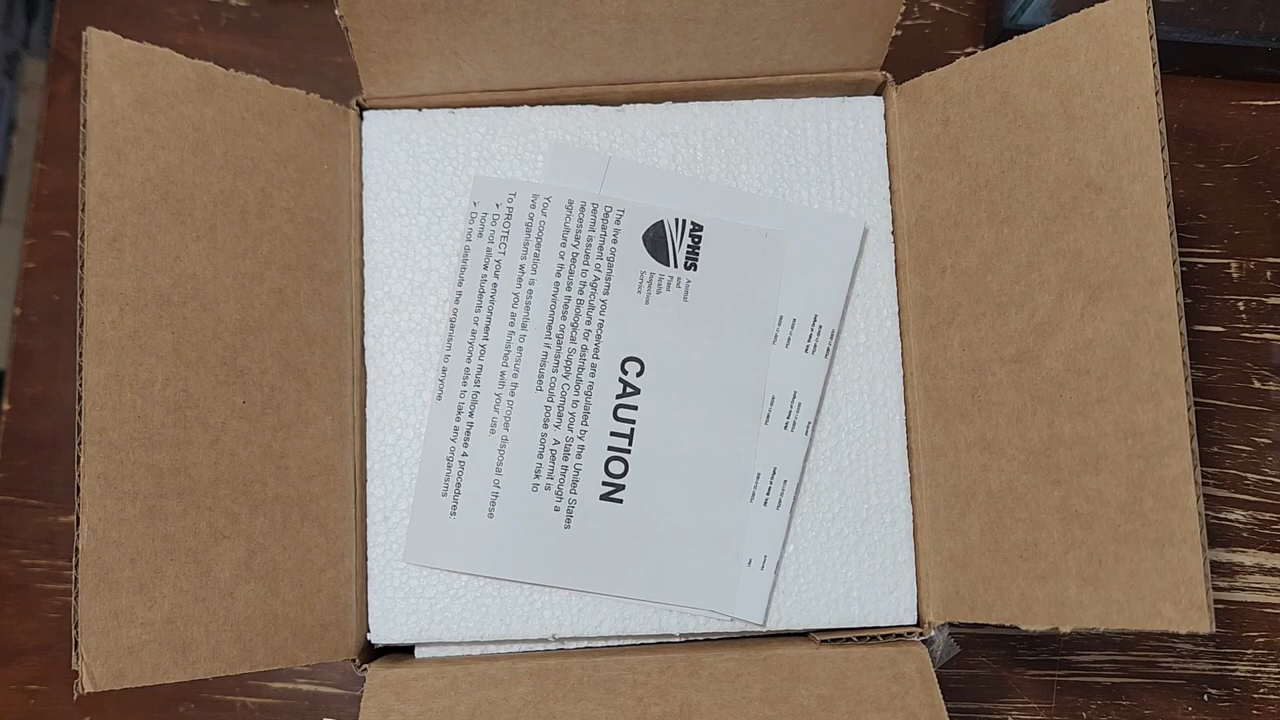 APHIS
Animal
and
Plant
Health
Inspection
Service
CAUTION
The live organisms you received are regulated by the United States
Department of Agriculture for distribution to your State through a
permit issued to the Biological Supply Company. A permit is
necessary because these organisms could pose some risk to
agriculture or the environment if misused.
Your cooperation is essential to ensure the proper disposal of these
live organisms when you are finished with your use.
To PROTECT your environment you must follow these 4 procedures:
➢ Do not allow students or anyone else to take any organisms
home.
➢ Do not distribute the organism to anyone.